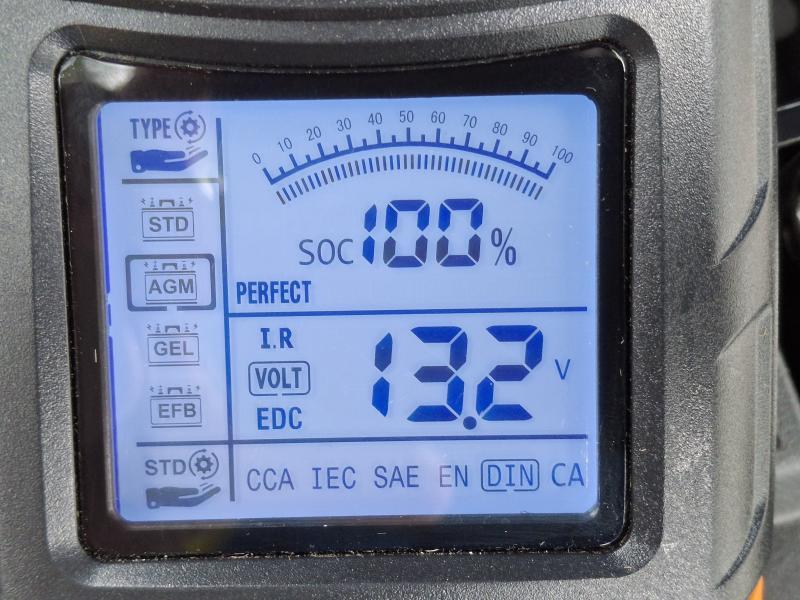 TYPE
0 10 20 30 40 50 60 70 80 90 100
STD
SOC 100 %
AGM
PERFECT
GEL
I.R
VOLT
13.2 V
EFB
EDC
STD
CCA IEC SAE EN DIN CA